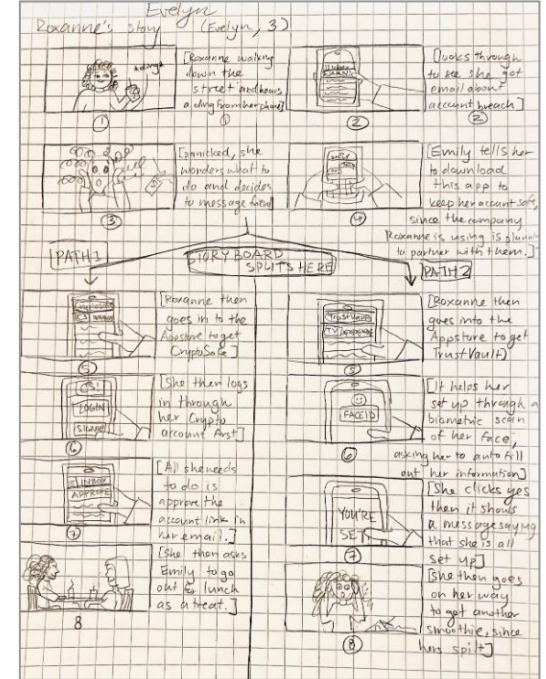 Evelyn
Roxanne's story (Evelyn, 3)
[Roxanne walking
down the
street and hears
a ding from her phone]
①
①
[looks through
to see she got
email about
account breach]
②
②
[panicked, she
wonders what to
do and decides
to message friend
③
[Emily tells her
to download
this app to
keep her account safe,
since the company
Roxanne is using is
to partner with them.]
④
STORYBOARD
SPLITS HERE
PATH 1
[Roxanne then
goes in to the
Appstore to get
CryptoSafe]
⑤
LOGIN
[She then logs
in through
her Crypto
account first]
⑥
INBOX
APPROVE
[All she needs
to do is
approve the
account link in
her email.]
⑦
[She then asks
Emily to go
out to lunch
as a treat.]
8
PATH 2
TRUSTVAULT
[Roxanne then
goes into the
Appstore to get
TrustVault]
⑤
FACEID
[It helps her
set up through a
biometric scan
of her face,
asking her to auto fill
out her information]
⑥
YOU'RE
SET
[She clicks yes
then it shows
a message saying
that she is all
set up]
⑦
[She then goes
on her way
to get another
smoothie, since
hers spilt]
⑧